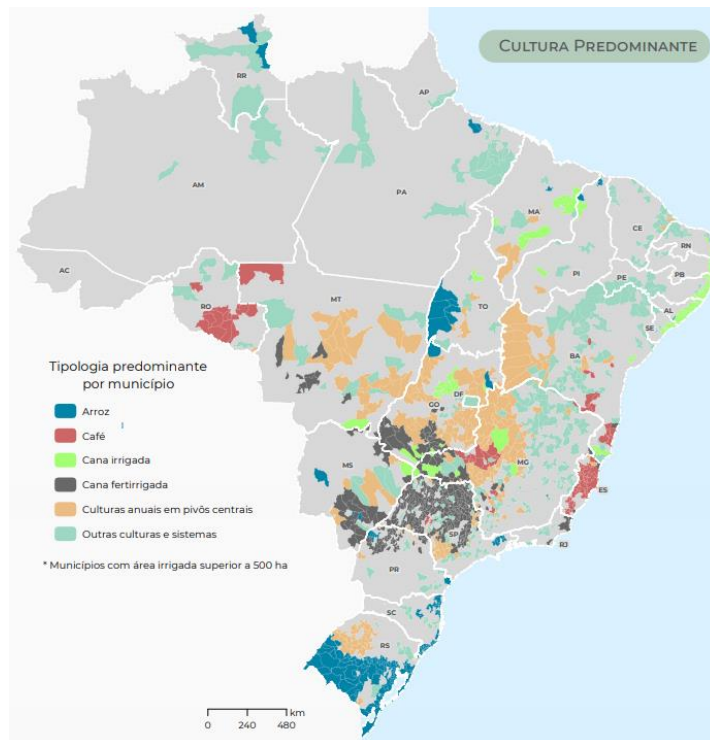 CULTURA PREDOMINANTE
RR
AP
AM
PA
MA
CE
RN
PB
PE
PI
AL
SE
AC
RO
MT
TO
BA
Tipologia predominante
por município
Arroz
Café
Cana irrigada
Cana fertirrigada
Culturas anuais em pivôs centrais
Outras culturas e sistemas
* Municípios com área irrigada superior a 500 ha
DF
GO
MG
ES
MS
SP
RJ
PR
SC
RS
km
0 240 480